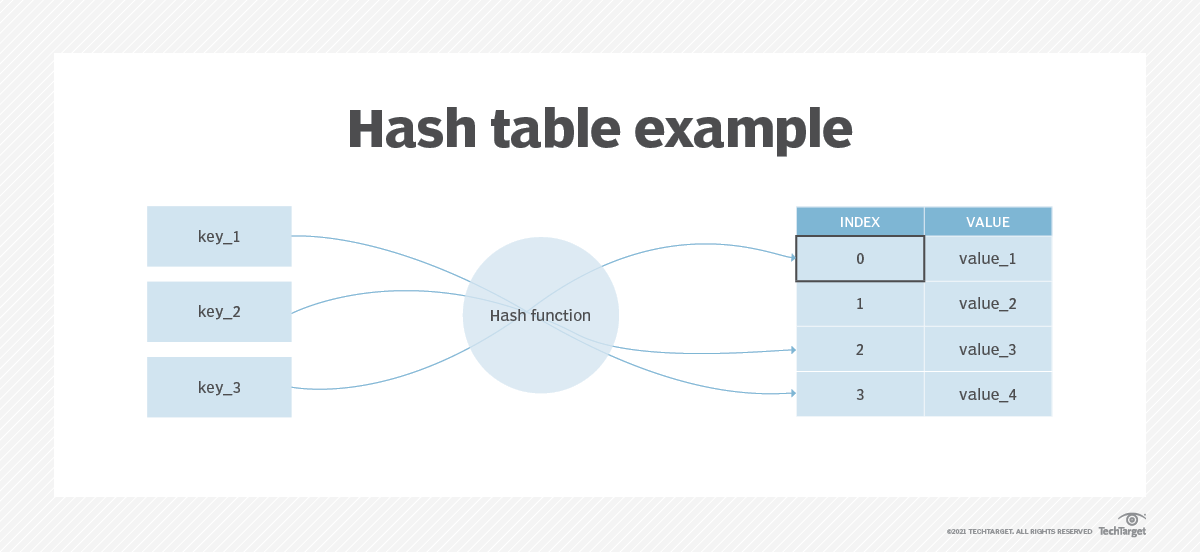 Hash table example
key_1
key_2
key_3
Hash function
INDEX VALUE
0 value_1
1 value_2
2 value_3
3 value_4
©2021 TECHTARGET. ALL RIGHTS RESERVED TechTarget